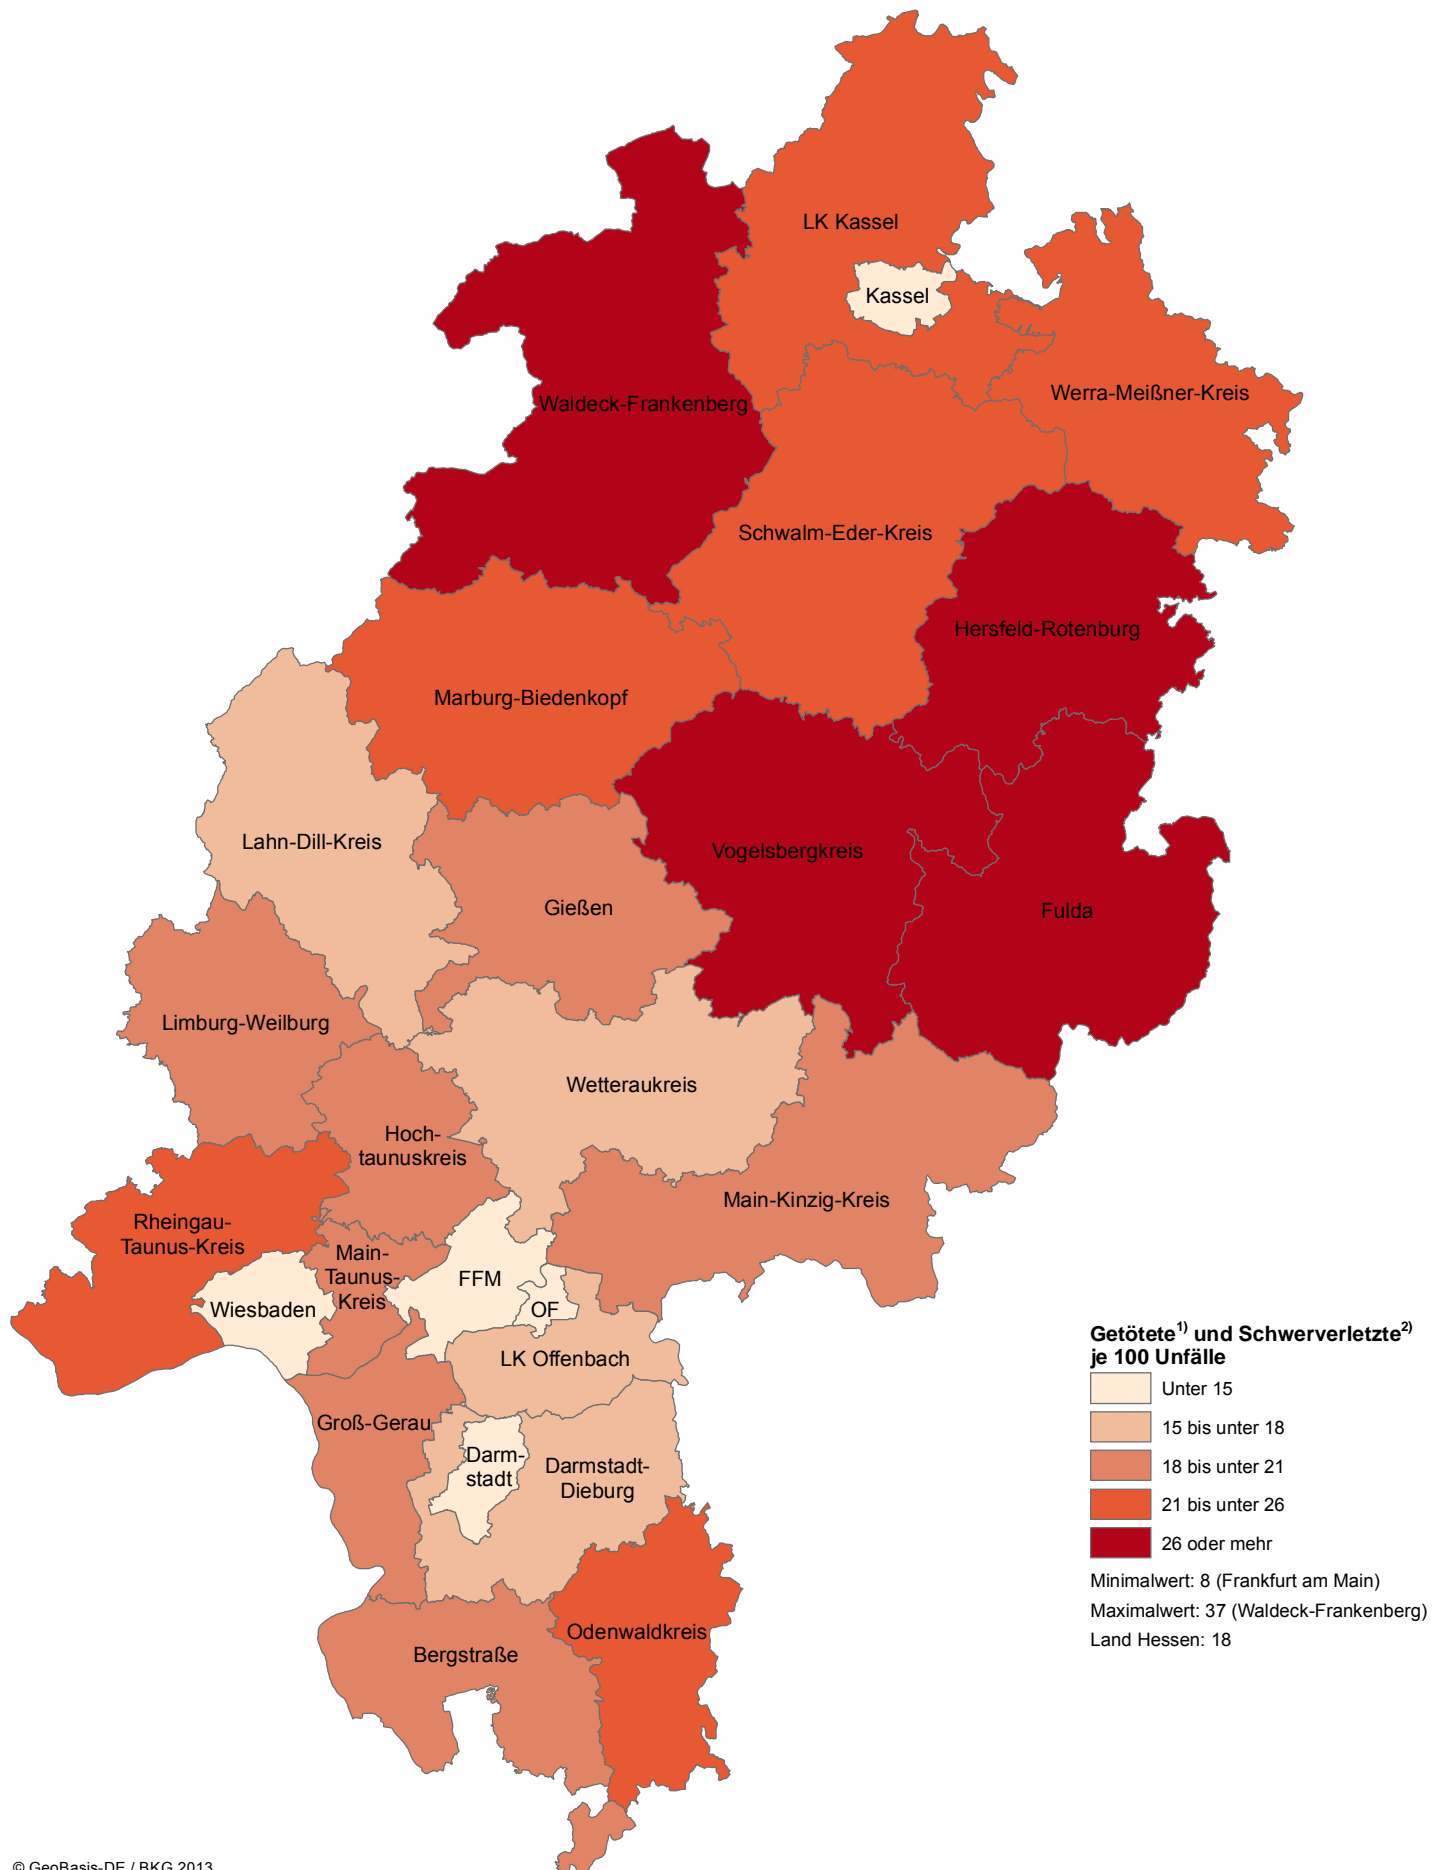 LK Kassel
Kassel
Werra-Meißner-Kreis
Waldeck-Frankenberg
Schwalm-Eder-Kreis
Hersfeld-Rotenburg
Marburg-Biedenkopf
Lahn-Dill-Kreis
Vogelsbergkreis
Gießen
Fulda
Limburg-Weilburg
Wetteraukreis
Hoch-
taunuskreis
Main-Kinzig-Kreis
Rheingau-
Taunus-Kreis
Main-
Taunus-
Kreis
FFM
Wiesbaden
OF
LK Offenbach
Groß-Gerau
Darm-
stadt
Darmstadt-
Dieburg
Odenwaldkreis
Bergstraße
Getötete1) und Schwerverletzte2)
je 100 Unfälle
Unter 15
15 bis unter 18
18 bis unter 21
21 bis unter 26
26 oder mehr
Minimalwert: 8 (Frankfurt am Main)
Maximalwert: 37 (Waldeck-Frankenberg)
Land Hessen: 18
© GeoBasis-DE / BKG 2013